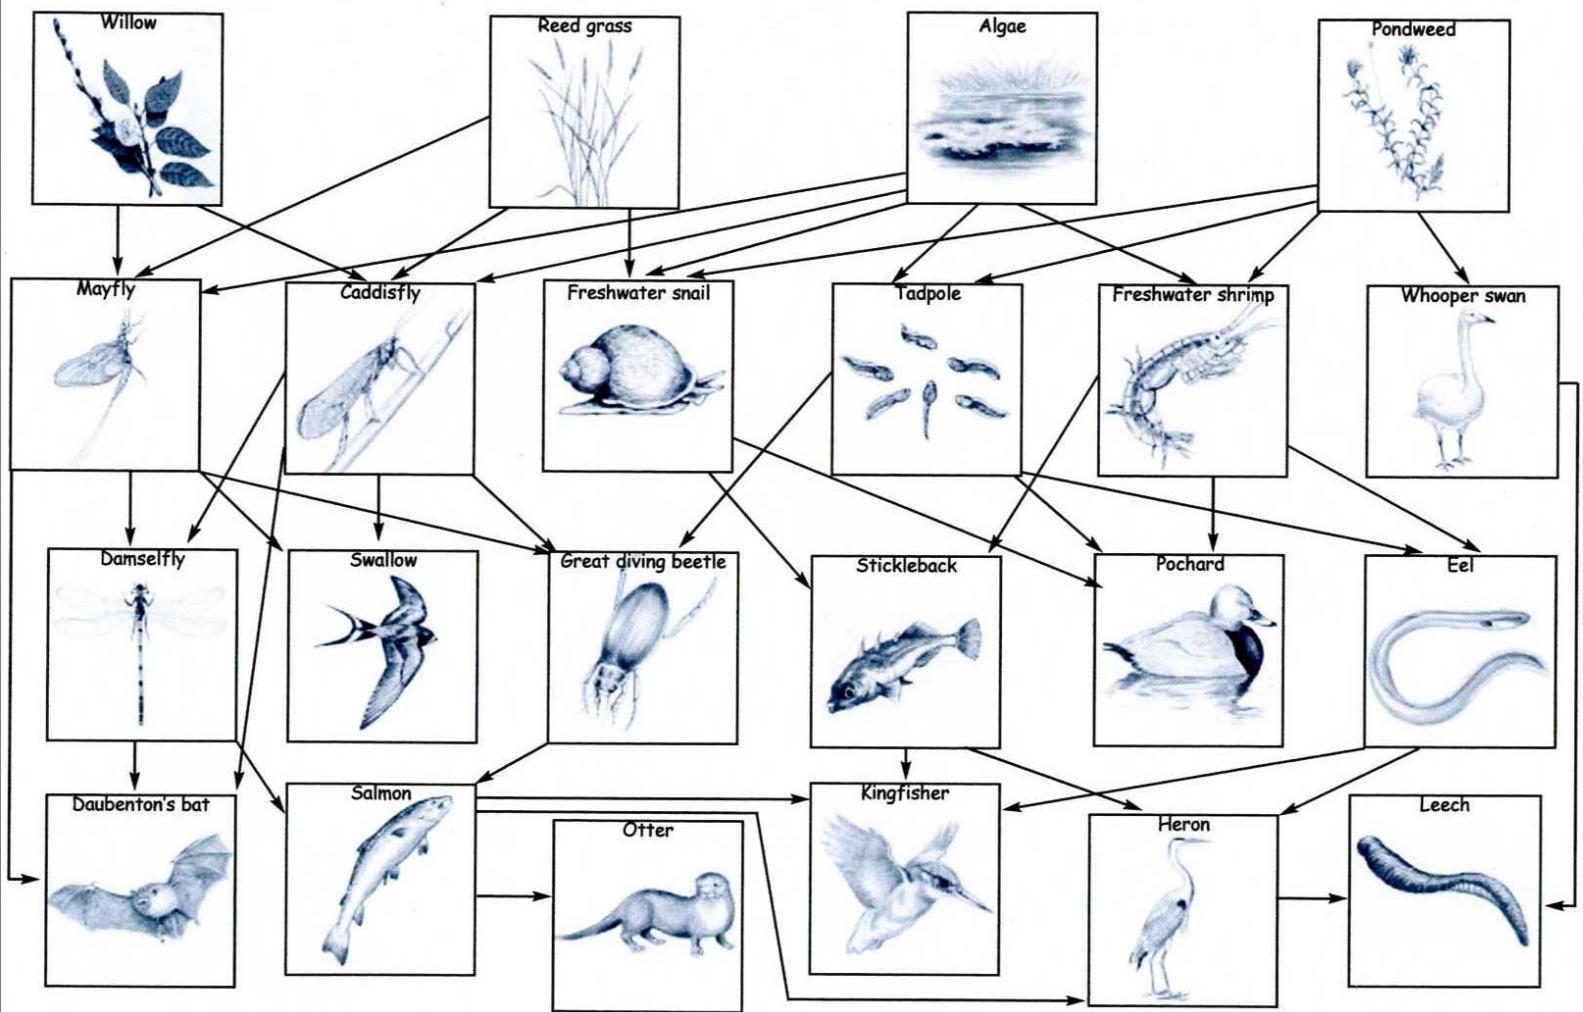 Willow
Reed grass
Algae
Pondweed
Mayfly
Caddisfly
Freshwater snail
Tadpole
Freshwater shrimp
Whooper swan
Damselfly
Swallow
Great diving beetle
Stickleback
Pochard
Eel
Daubenton's bat
Salmon
Otter
Kingfisher
Heron
Leech